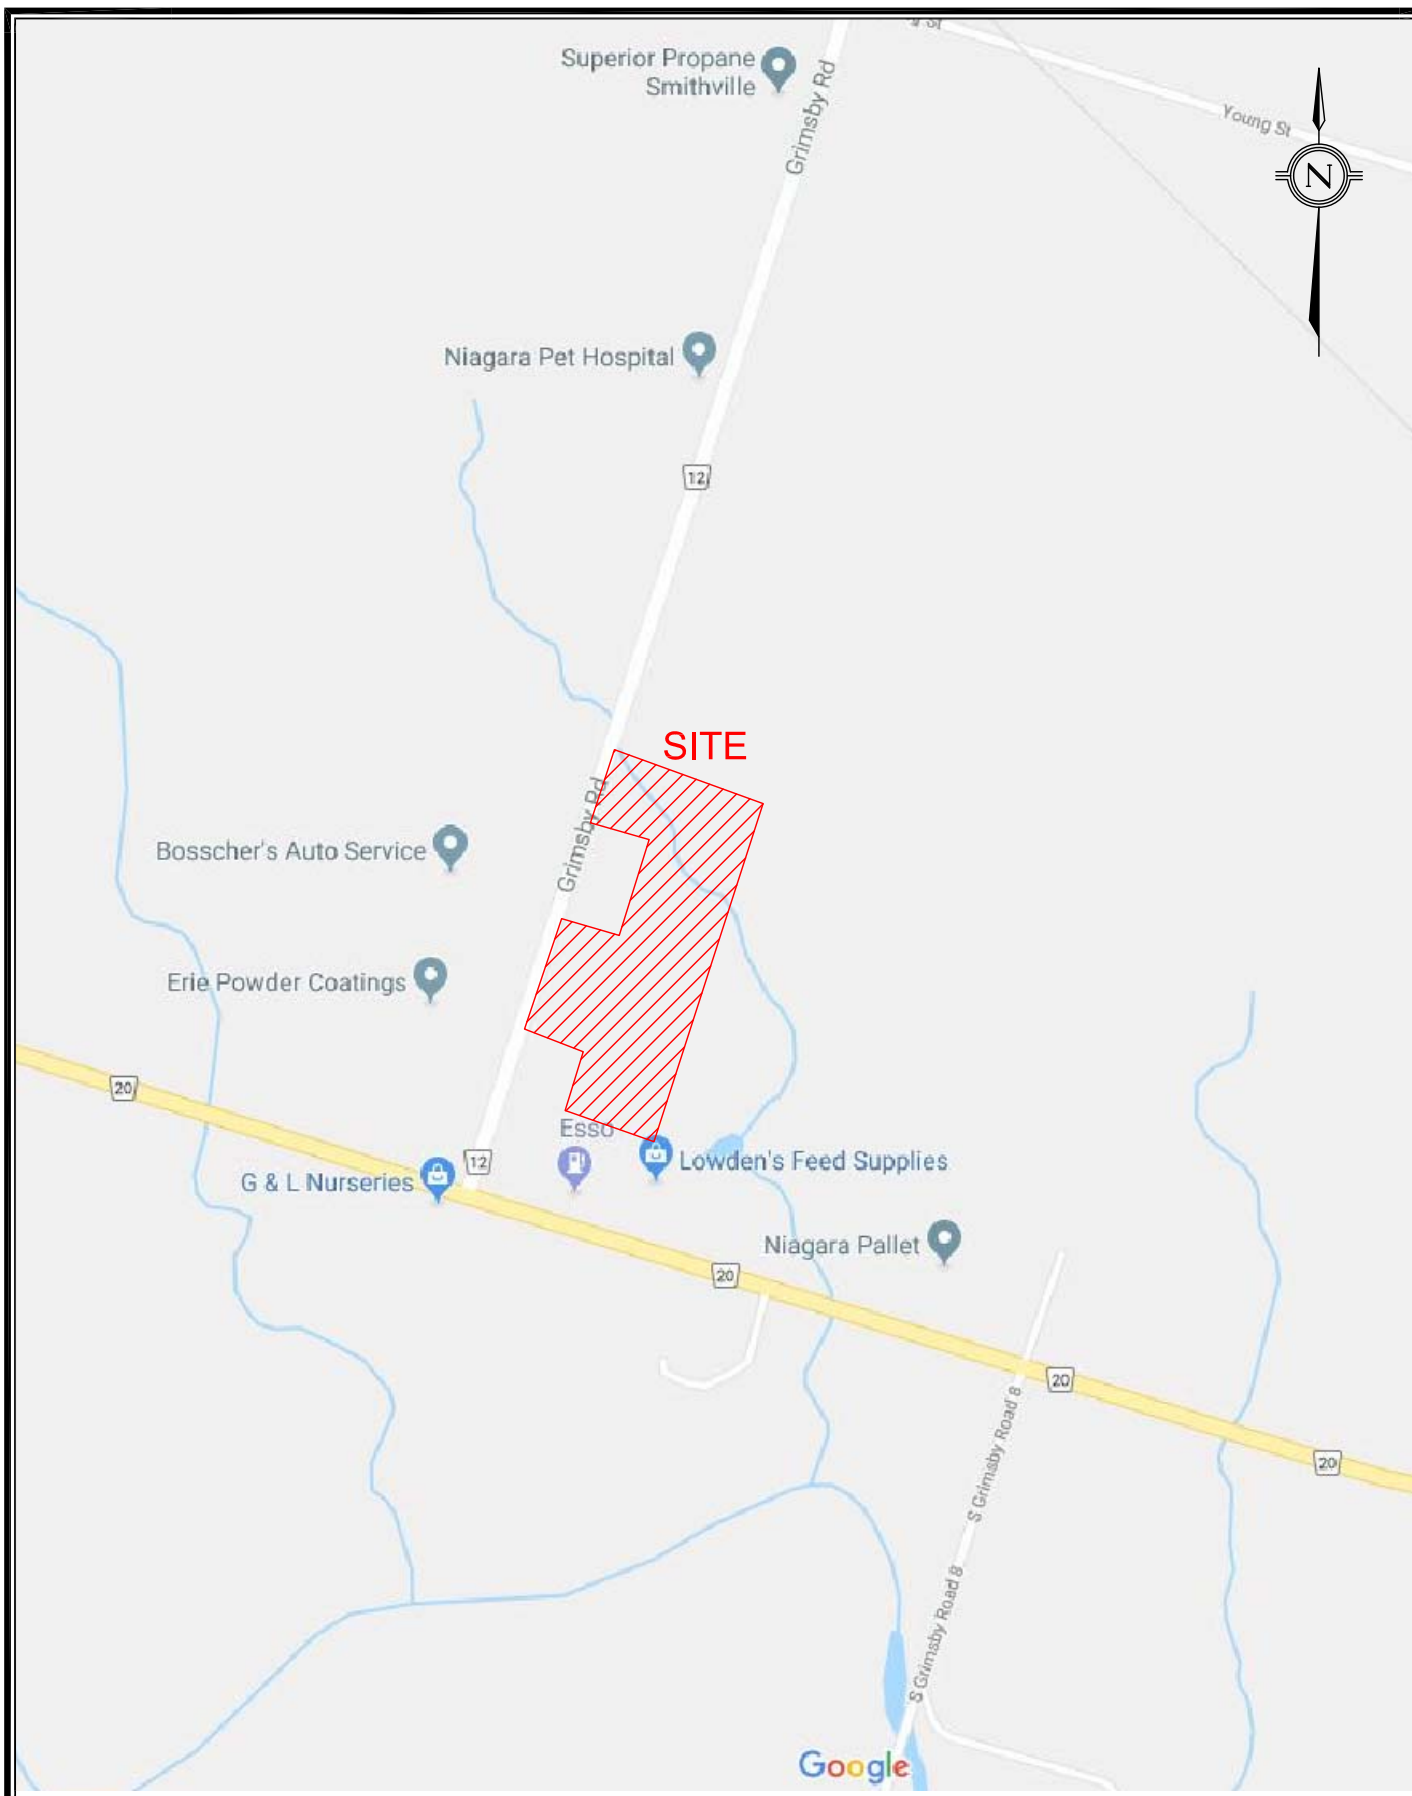 Superior Propane
Smithville
Grimsby Rd
Young St
N
Niagara Pet Hospital
12
SITE
Grimsby Rd
Bosscher's Auto Service
Erie Powder Coatings
20
Esso
12
Lowden's Feed Supplies
G & L Nurseries
Niagara Pallet
20
20
S Grimsby Road 8
20
S Grimsby Road 8
Google